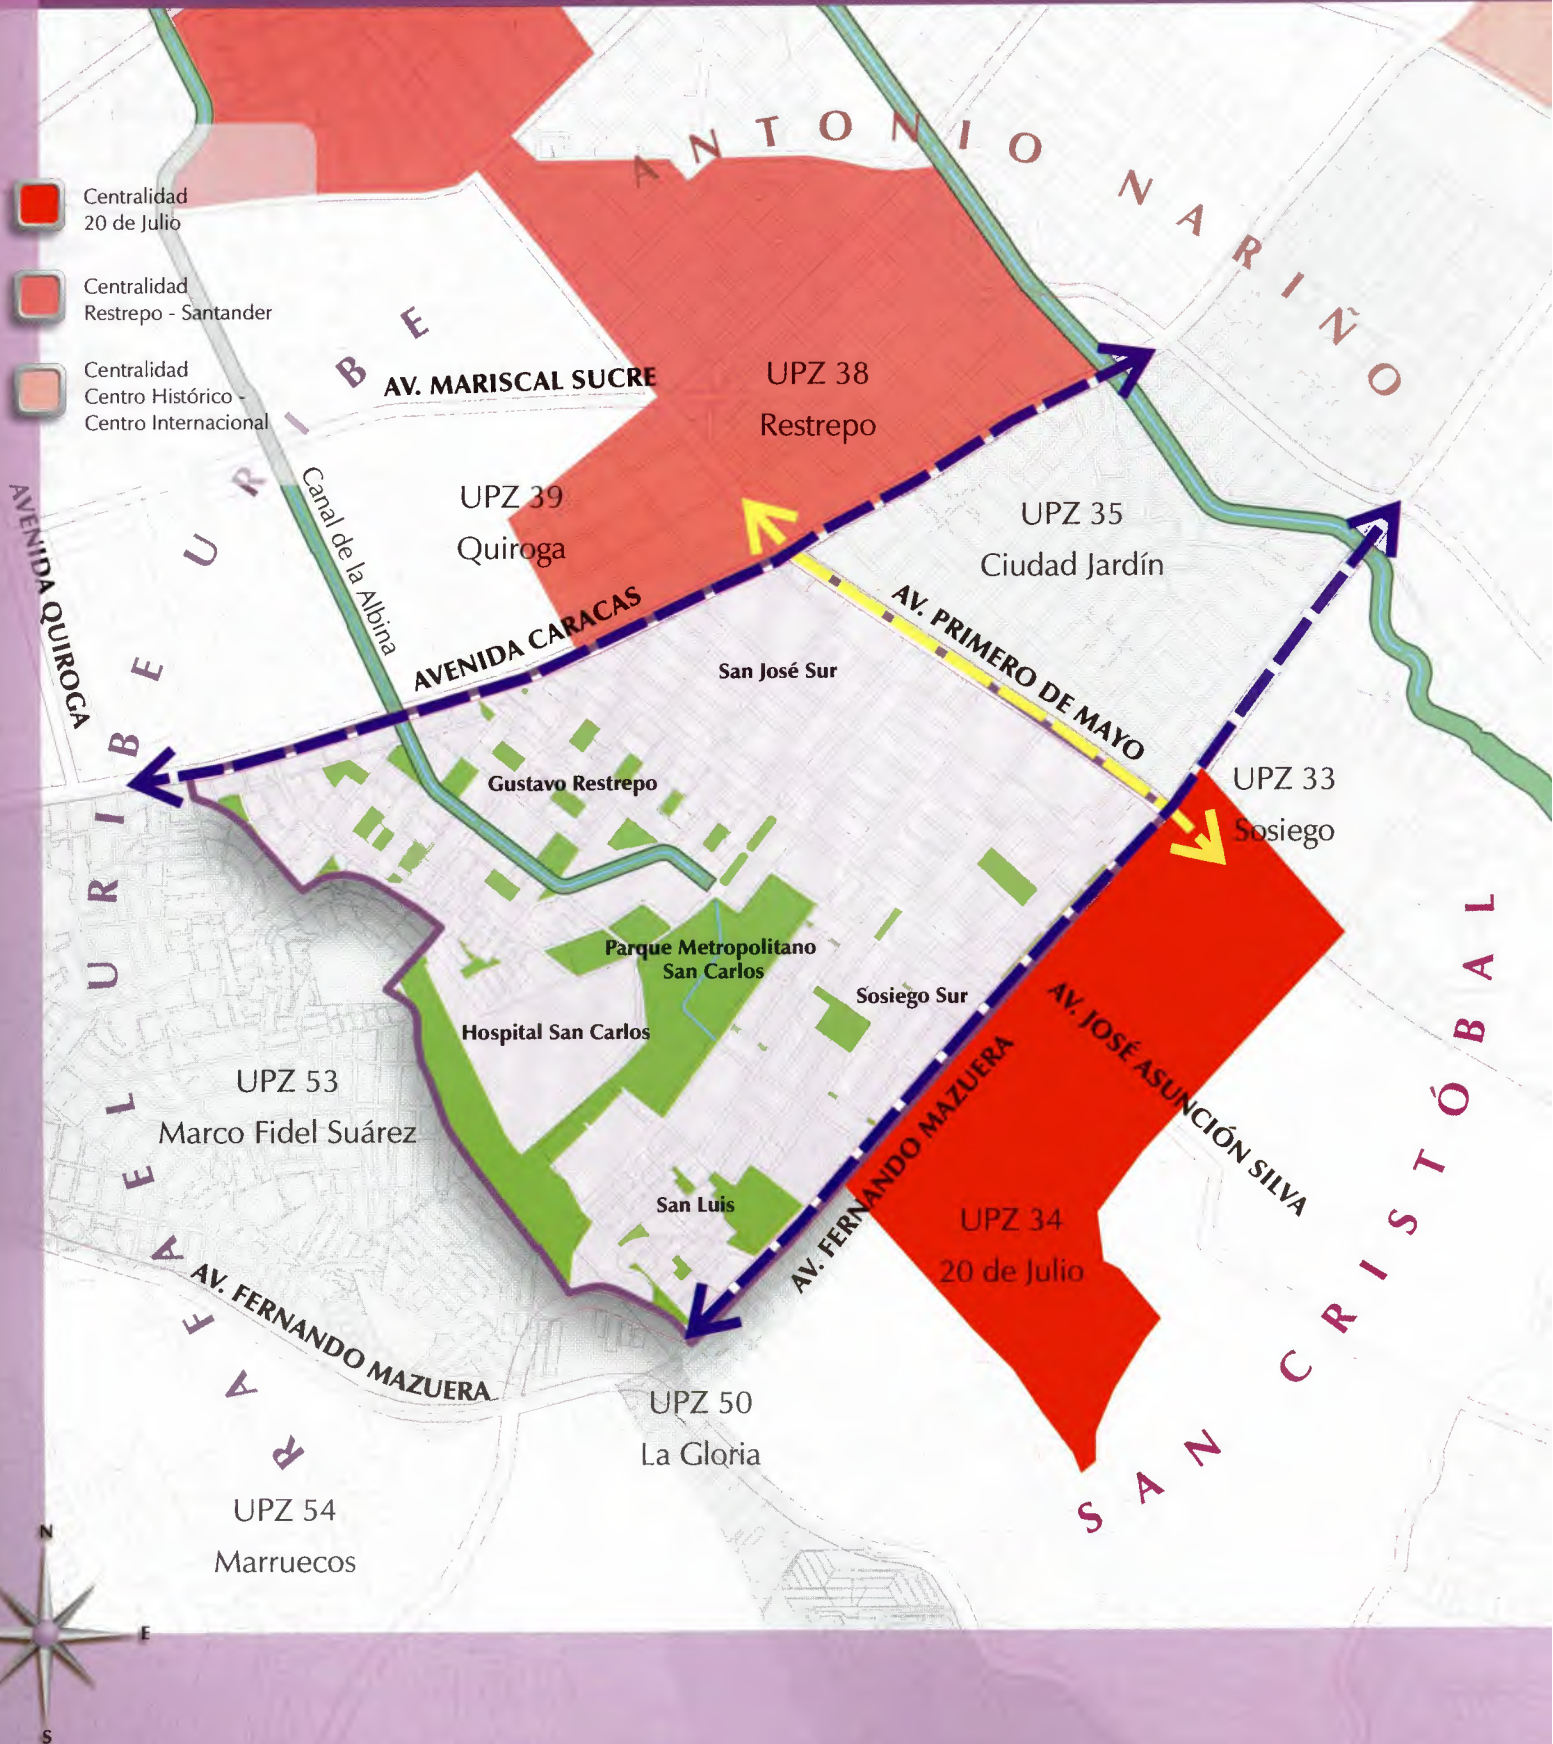 ANTONIO NARIÑO
Centralidad
20 de Julio
Centralidad
Restrepo - Santander
Centralidad
Centro Histórico -
Centro Internacional
RAFAEL URIBE URIBE
AV. MARISCAL SUCRE
UPZ 38
Restrepo
UPZ 39
Quiroga
UPZ 35
Ciudad Jardín
Canal de la Albina
AVENIDA QUIROGA
AVENIDA CARACAS
AV. PRIMERO DE MAYO
San José Sur
Gustavo Restrepo
UPZ 33
Sosiego
Parque Metropolitano
San Carlos
Sosiego Sur
Hospital San Carlos
AV. JOSÉ ASUNCIÓN SILVA
AV. FERNANDO MAZUERA
SAN CRISTÓBAL
UPZ 53
Marco Fidel Suárez
San Luis
UPZ 34
20 de Julio
AV. FERNANDO MAZUERA
UPZ 50
La Gloria
UPZ 54
Marruecos
N
E
S